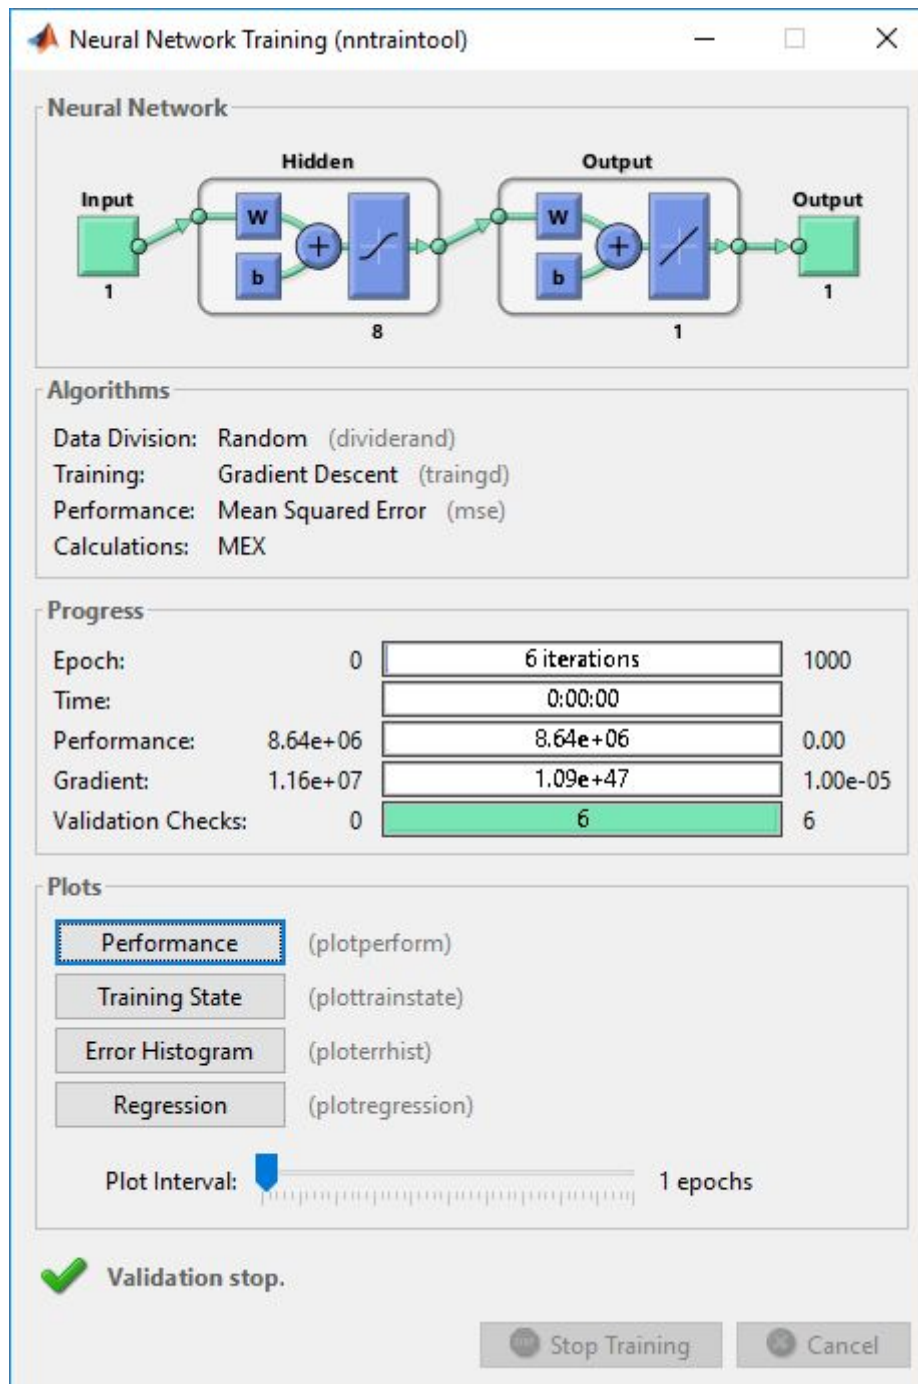 Neural Network Training (nntraintool)
Neural Network
Hidden Output
Input Output
W W
b b
1 1
8 1
Algorithms
Data Division: Random (dividerand)
Training: Gradient Descent (traingd)
Performance: Mean Squared Error (mse)
Calculations: MEX
Progress
Epoch: 0 6 iterations 1000
Time: 0:00:00
Performance: 8.64e+06 8.64e+06 0.00
Gradient: 1.16e+07 1.09e+47 1.00e-05
Validation Checks: 0 6 6
Plots
Performance (plotperform)
Training State (plottrainstate)
Error Histogram (ploterrhist)
Regression (plotregression)
Plot Interval: 1 epochs
Validation stop.
Stop Training Cancel